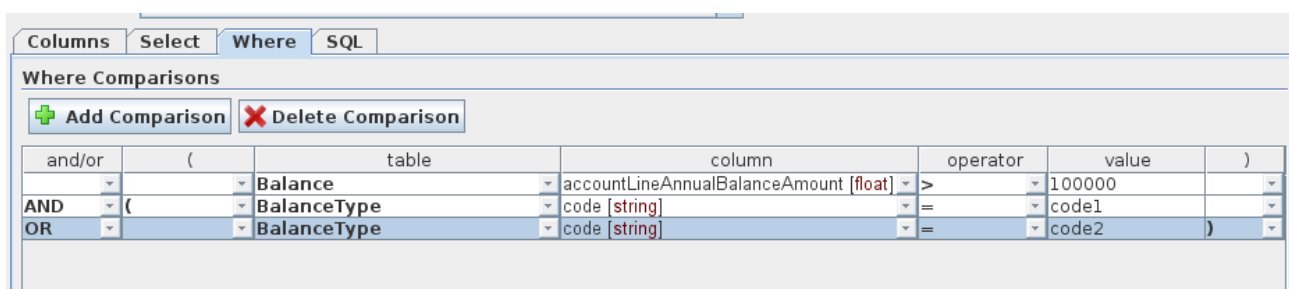 Columns Select Where SQL
Where Comparisons
Add Comparison Delete Comparison
and/or ( table column operator value )
Balance accountLineAnnualBalanceAmount [float] > 100000
AND ( BalanceType code [string] = code1
OR BalanceType code [string] = code2 )